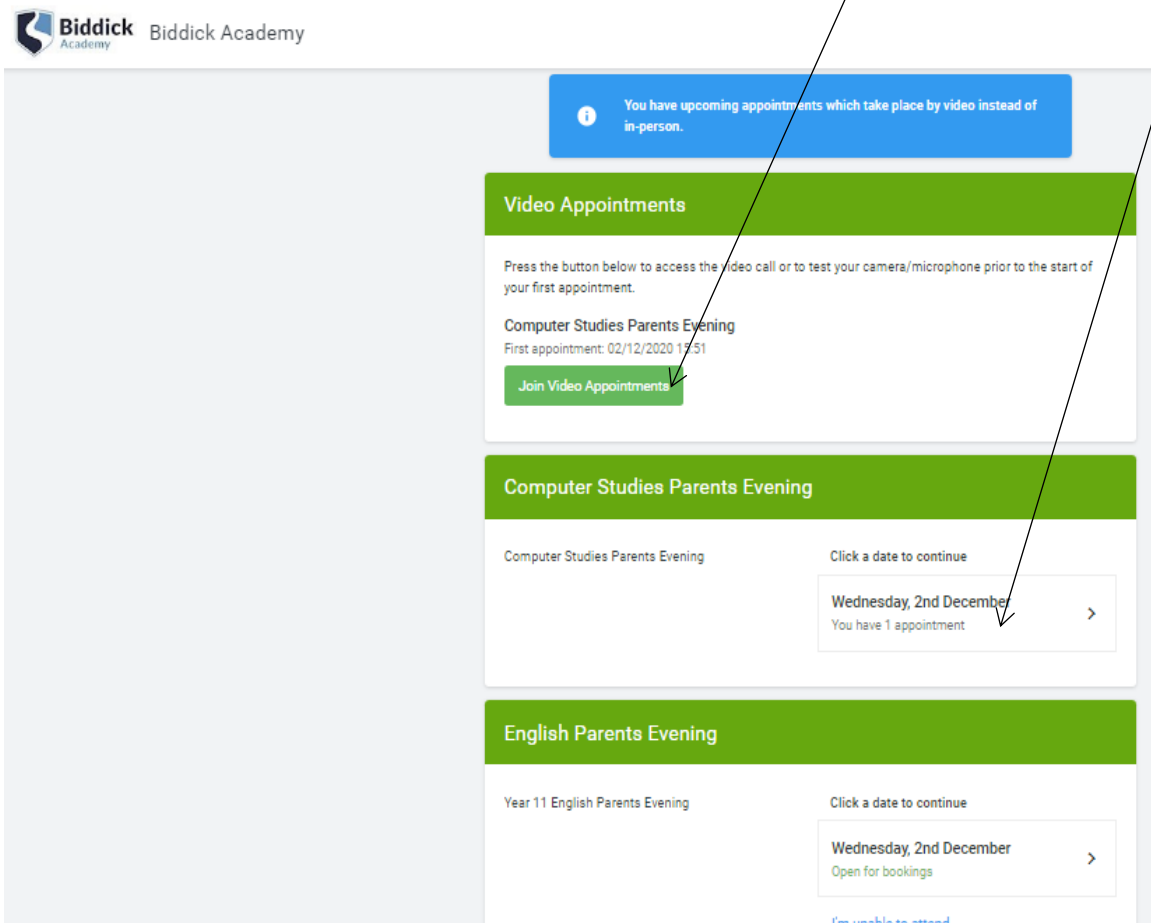 Biddick
Academy
Biddick Academy
You have upcoming appointments which take place by video instead of
in-person.
Video Appointments
Press the button below to access the video call or to test your camera/microphone prior to the start of
your first appointment.
Computer Studies Parents Evening
First appointment: 02/12/2020 15:51
Join Video Appointments
Computer Studies Parents Evening
Computer Studies Parents Evening
Click a date to continue
Wednesday, 2nd December
You have 1 appointment
English Parents Evening
Year 11 English Parents Evening
Click a date to continue
Wednesday, 2nd December
Open for bookings
I'm unable to attend